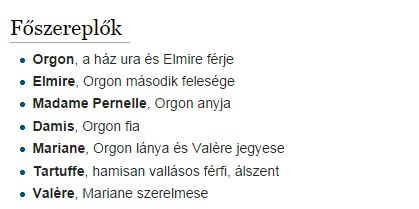 Főszereplők
Orgon, a ház ura és Elmire férje
Elmire, Orgon második felesége
Madame Pernelle, Orgon anyja
Damis, Orgon fia
Mariane, Orgon lánya és Valère jegyese
Tartuffe, hamisan vallásos férfi, álszent
Valère, Mariane szerelmese